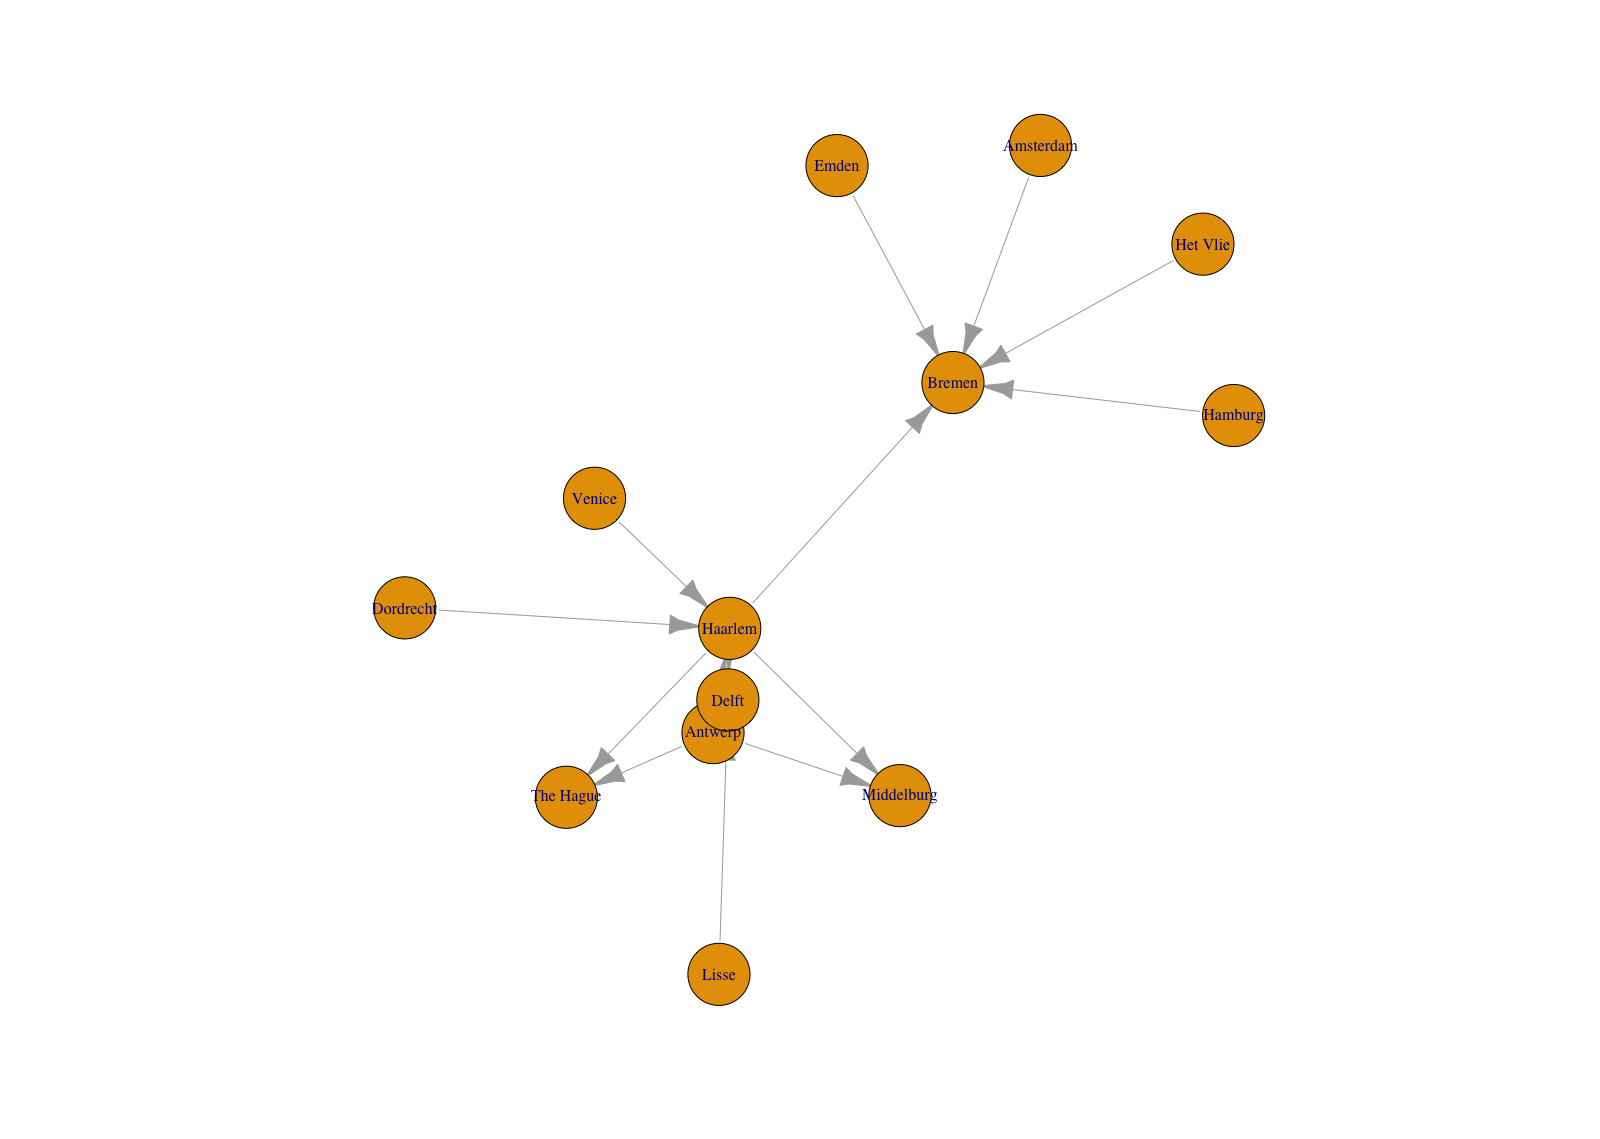 Amsterdam
Emden
Het Vlie
Bremen
Hamburg
Venice
Dordrecht
Haarlem
Delft
Antwerp
The Hague
Middelburg
Lisse